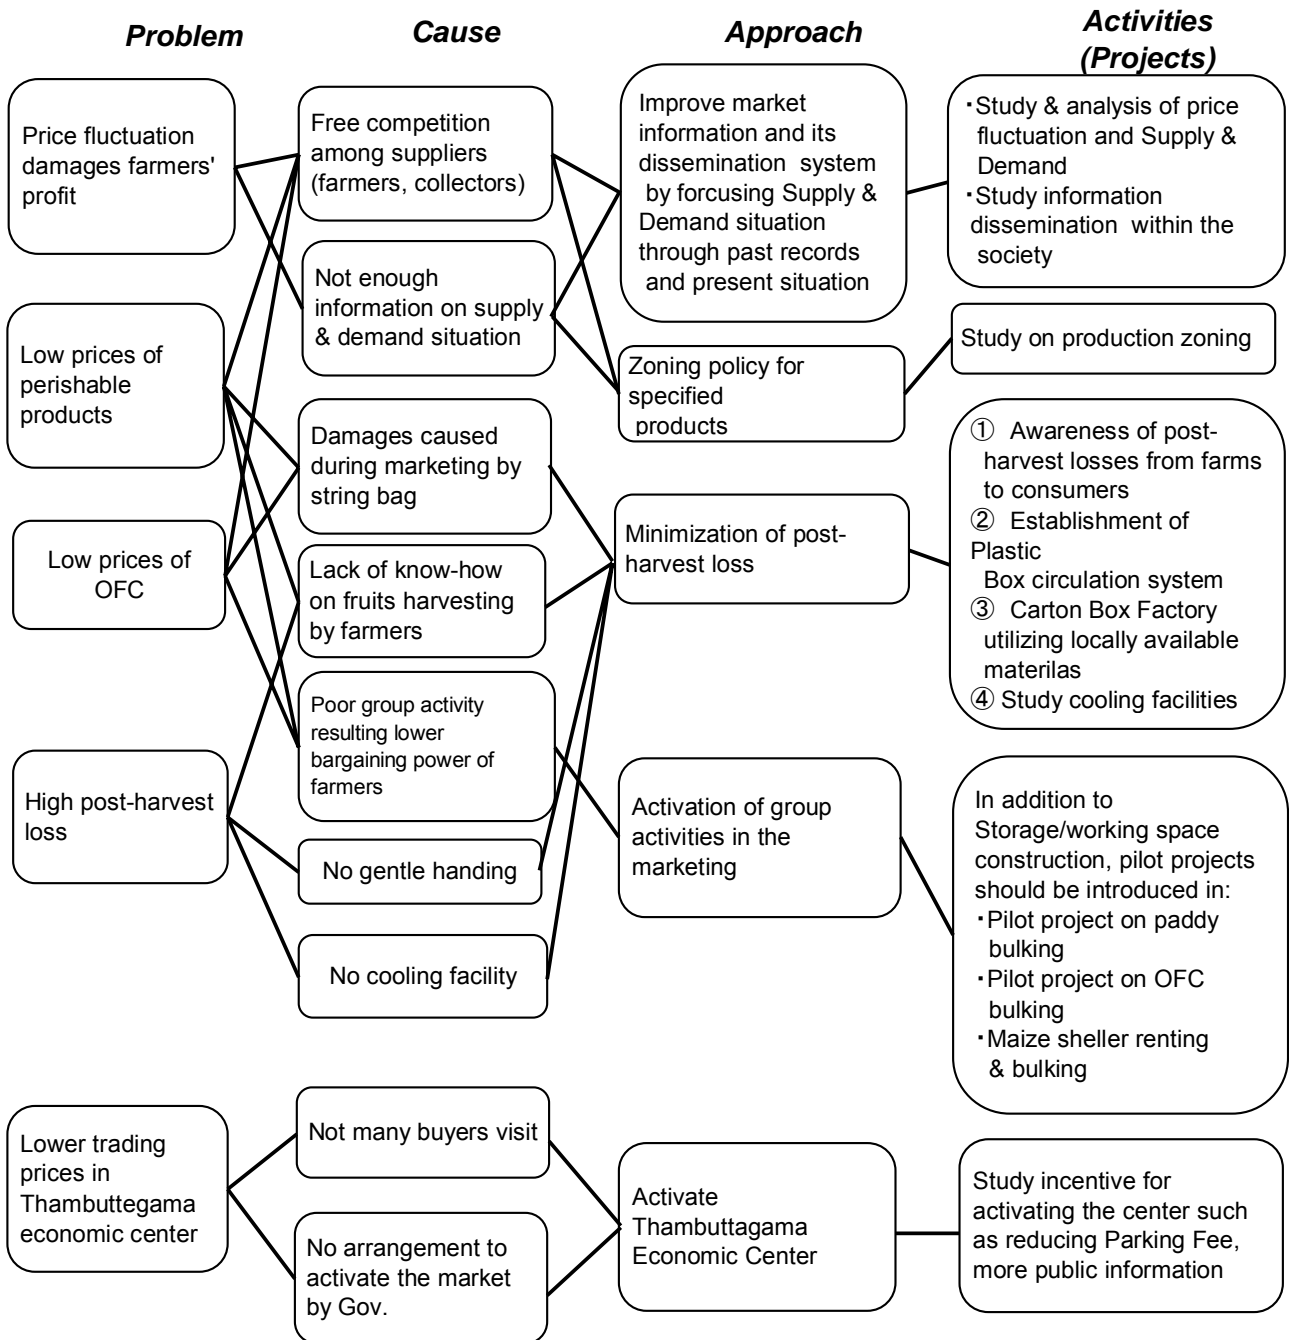 Problem
Cause
Approach
Activities
(Projects)
Price fluctuation
damages farmers'
profit
Low prices of
perishable
products
Low prices of
OFC
High post-harvest
loss
Lower trading
prices in
Thambuttegama
economic center
Free competition
among suppliers
(farmers, collectors)
Not enough
information on supply
& demand situation
Damages caused
during marketing by
string bag
Lack of know-how
on fruits harvesting
by farmers
Poor group activity
resulting lower
bargaining power of
farmers
No gentle handing
No cooling facility
Not many buyers visit
No arrangement to
activate the market
by Gov.
Improve market
information and its
dissemination system
by forcusing Supply &
Demand situation
through past records
and present situation
Zoning policy for
specified
products
Minimization of post-
harvest loss
Activation of group
activities in the
marketing
Activate
Thambuttagama
Economic Center
・Study & analysis of price
fluctuation and Supply &
Demand
・Study information
dissemination within the
society
Study on production zoning
① Awareness of post-
harvest losses from farms
to consumers
② Establishment of
Plastic
Box circulation system
③ Carton Box Factory
utilizing locally available
materilas
④ Study cooling facilities
In addition to
Storage/working space
construction, pilot projects
should be introduced in:
・Pilot project on paddy
bulking
・Pilot project on OFC
bulking
・Maize sheller renting
& bulking
Study incentive for
activating the center such
as reducing Parking Fee,
more public information